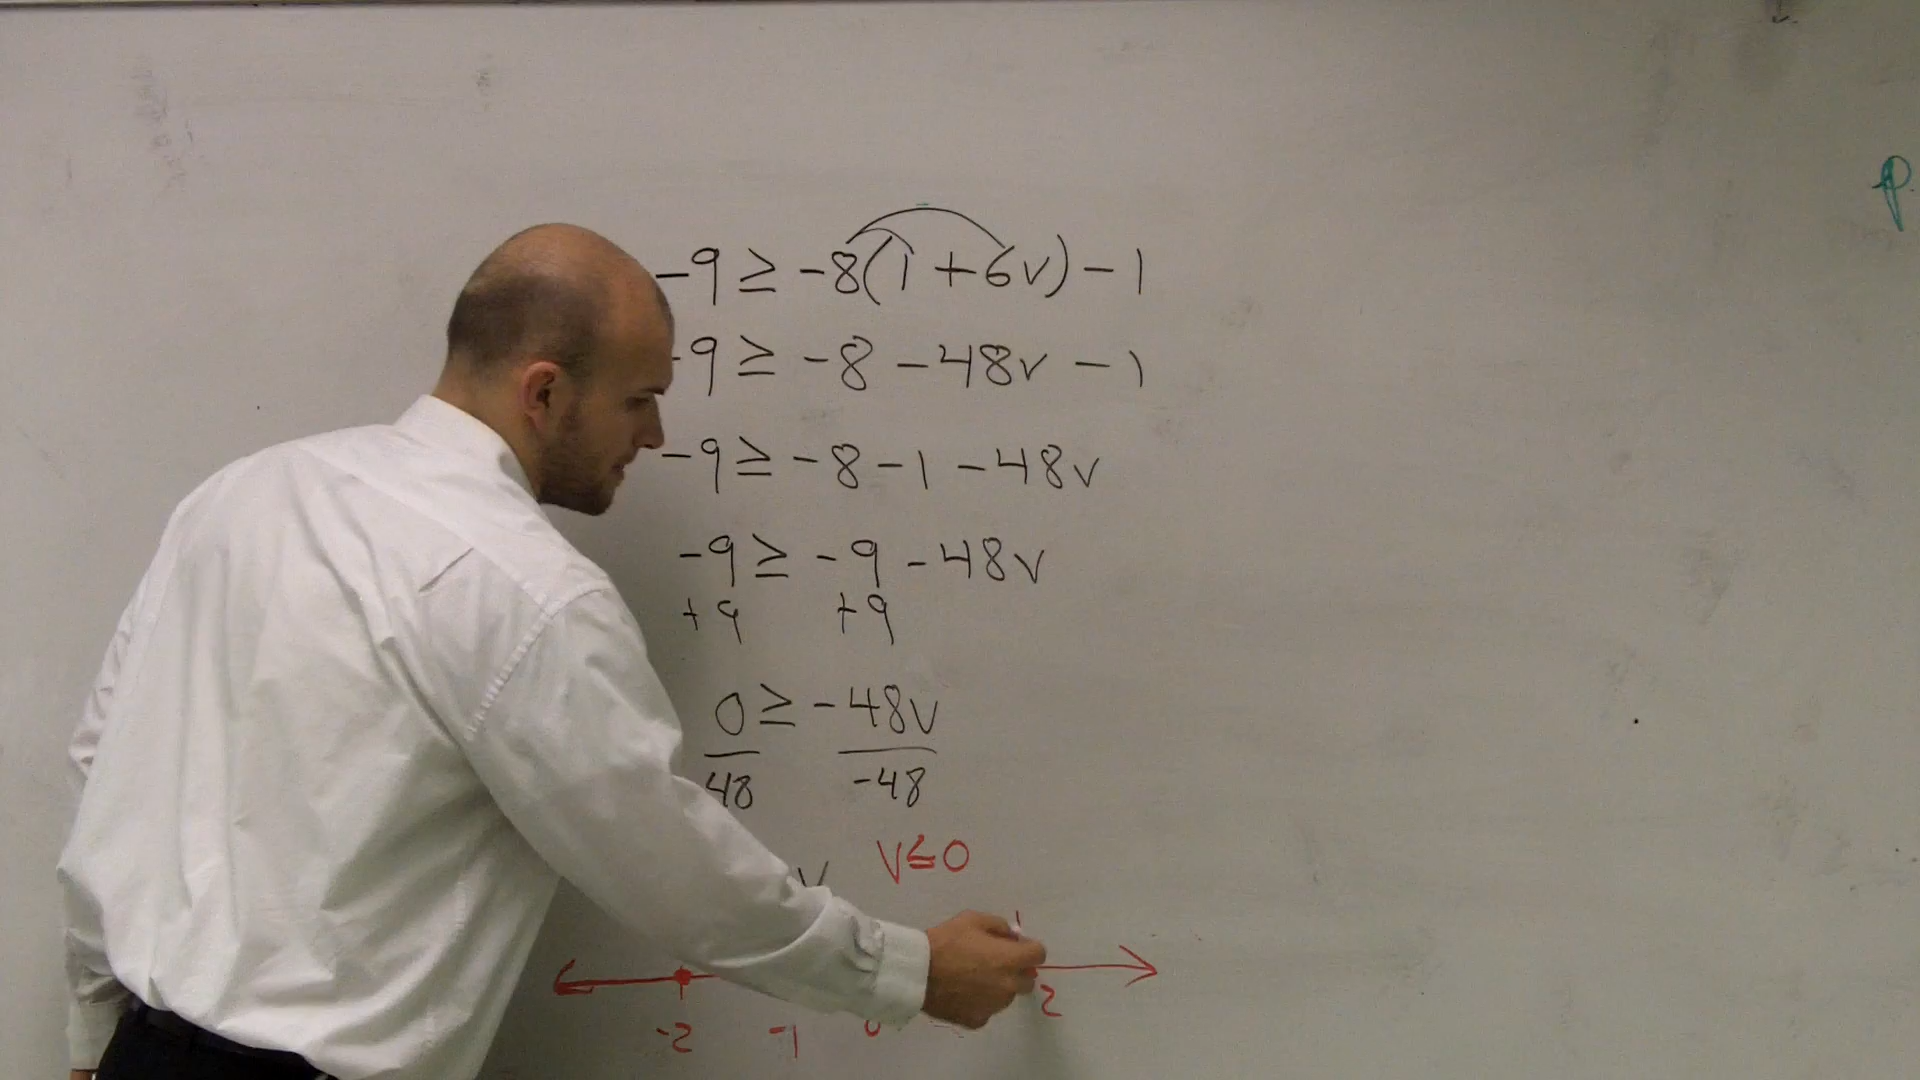 -9 ≥ -8(1 + 6v) - 1
-9 ≥ -8 - 48v - 1
-9 ≥ -8 - 1 - 48v
-9 ≥ -9 - 48v
+9 +9
0 ≥ -48v
48 -48
v v ≤ 0
-2 -1 0 2
p